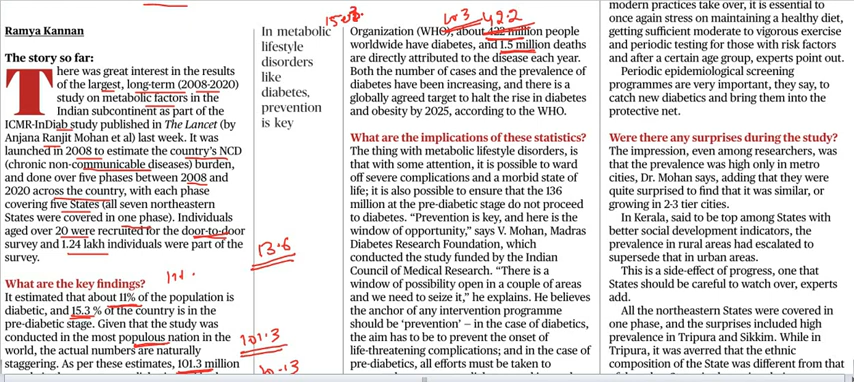 Ramya Kannan
The story so far:
There was great interest in the results
of the largest, long-term (2008-2020)
study on metabolic factors in the
Indian subcontinent as part of the
ICMR-InDiab study published in The Lancet (by
Anjana Ranjit Mohan et al) last week. It was
launched in 2008 to estimate the country's NCD
(chronic non-communicable diseases) burden,
and done over five phases between 2008 and
2020 across the country, with each phase
covering five States (all seven northeastern
States were covered in one phase). Individuals
aged over 20 were recruited for the door-to-door
survey and 1.24 lakh individuals were part of the
survey.
What are the key findings?
It estimated that about 11% of the population is
diabetic, and 15.3 % of the country is in the
pre-diabetic stage. Given that the study was
conducted in the most populous nation in the
world, the actual numbers are naturally
staggering. As per these estimates, 101.3 million
In metabolic
lifestyle
disorders
like
diabetes,
prevention
is key
13.6
101.3
422
Organization (WHO), about 422 million people
worldwide have diabetes, and 1.5 million deaths
are directly attributed to the disease each year.
Both the number of cases and the prevalence of
diabetes have been increasing, and there is a
globally agreed target to halt the rise in diabetes
and obesity by 2025, according to the WHO.
What are the implications of these statistics?
The thing with metabolic lifestyle disorders, is
that with some attention, it is possible to ward
off severe complications and a morbid state of
life; it is also possible to ensure that the 136
million at the pre-diabetic stage do not proceed
to diabetes. "Prevention is key, and here is the
window of opportunity," says V. Mohan, Madras
Diabetes Research Foundation, which
conducted the study funded by the Indian
Council of Medical Research. "There is a
window of possibility open in a couple of areas
and we need to seize it," he explains. He believes
the anchor of any intervention programme
should be 'prevention' – in the case of diabetes,
the aim has to be to prevent the onset of
life-threatening complications; and in the case of
pre-diabetes, all efforts must be taken to
modern practices take over, it is essential to
once again stress on maintaining a healthy diet,
getting sufficient moderate to vigorous exercise
and periodic testing for those with risk factors
and after a certain age group, experts point out.
Periodic epidemiological screening
programmes are very important, they say, to
catch new diabetics and bring them into the
protective net.
Were there any surprises during the study?
The impression, even among researchers, was
that the prevalence was high only in metro
cities, Dr. Mohan says, adding that they were
quite surprised to find that it was similar, or
growing in 2-3 tier cities.
In Kerala, said to be top among States with
better social development indicators, the
prevalence in rural areas had escalated to
supersede that in urban areas.
This is a side-effect of progress, one that
States should be careful to watch over, experts
add.
All the northeastern States were covered in
one phase, and the surprises included high
prevalence in Tripura and Sikkim. While in
Tripura, it was averred that the ethnic
composition of the State was different from that